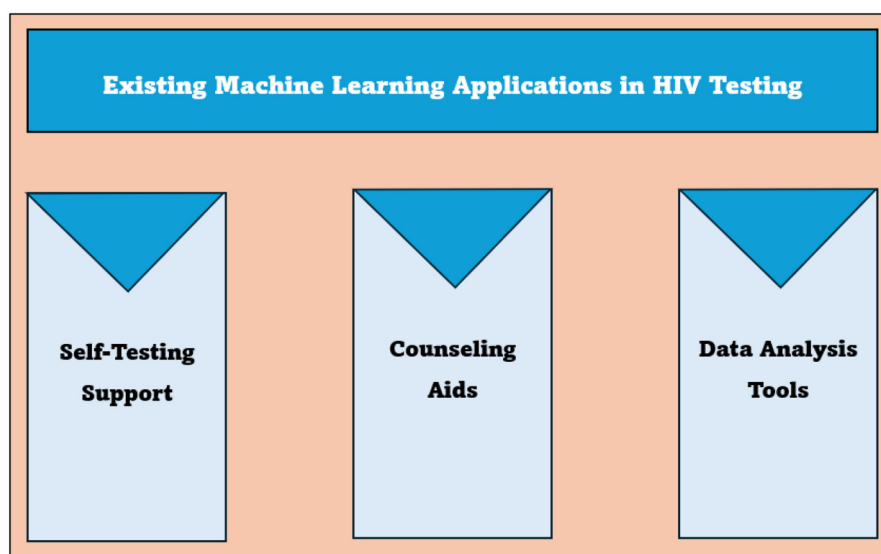 Existing Machine Learning Applications in HIV Testing
Self-Testing
Support
Counseling
Aids
Data Analysis
Tools